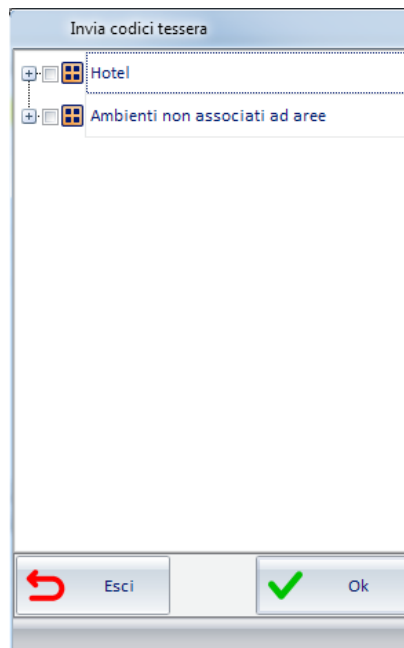 Invia codici tessera
Hotel
Ambienti non associati ad aree
Esci
Ok